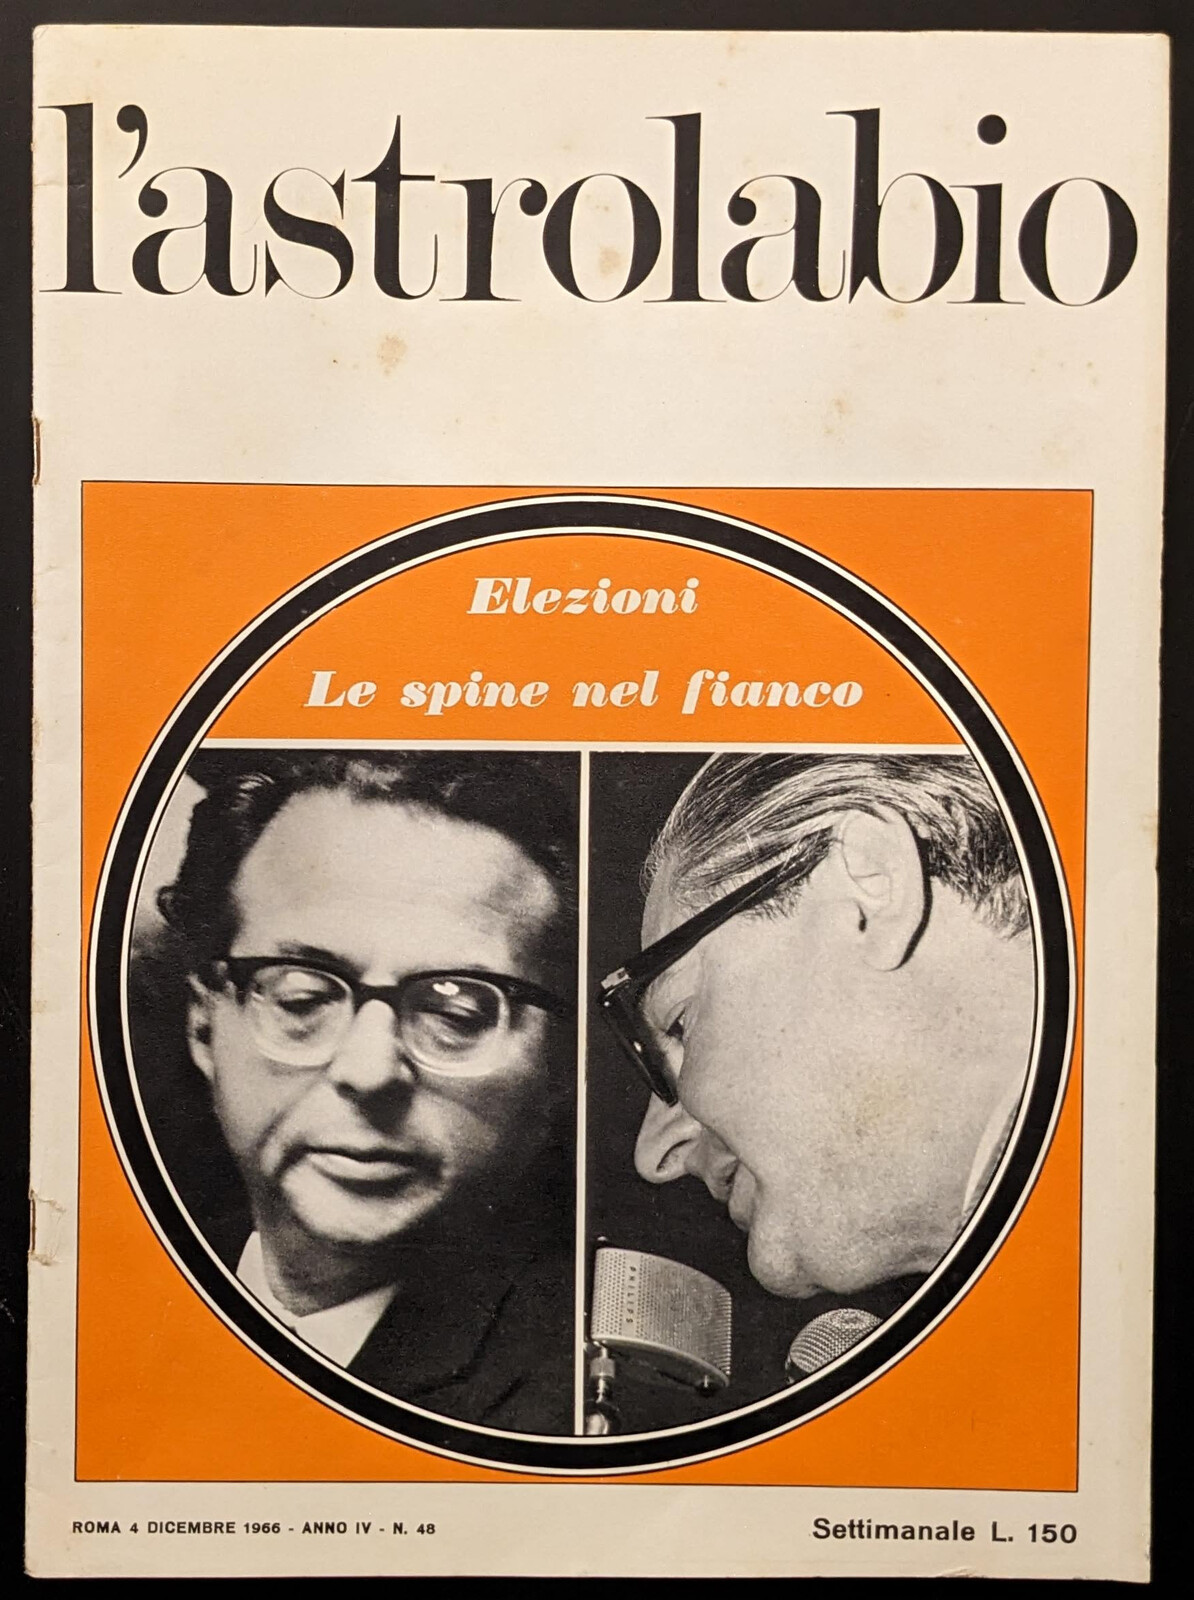 l'astrolabio
Elezioni
Le spine nel fianco
PHILIPS
ROMA 4 DICEMBRE 1966 - ANNO IV - N. 48
Settimanale L. 150